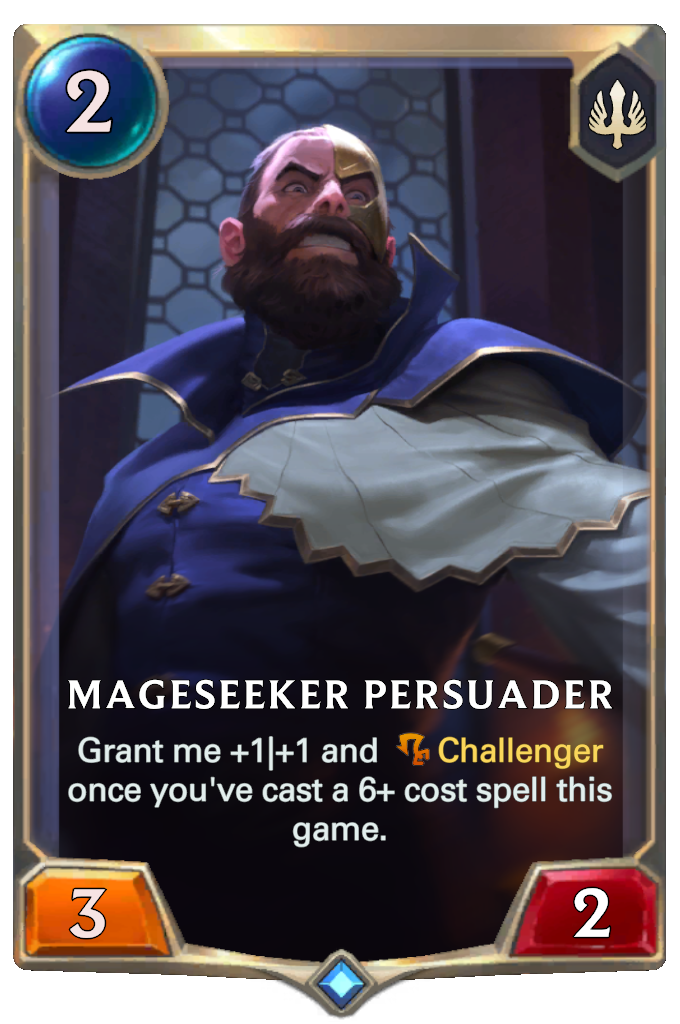 2
MAGESEEKER PERSUADER
Grant me +1|+1 and Challenger
once you've cast a 6+ cost spell this
game.
3
2